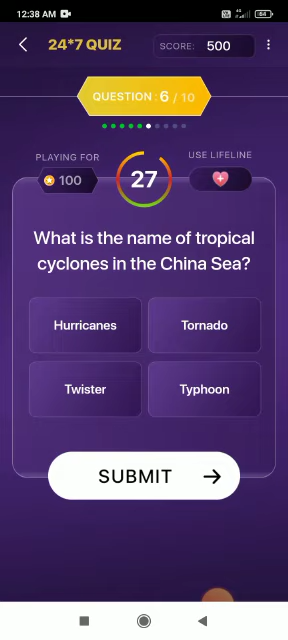 12:38 AM
64
24*7 QUIZ
SCORE: 500
QUESTION : 6 / 10
PLAYING FOR
100
27
USE LIFELINE
What is the name of tropical
cyclones in the China Sea?
Hurricanes
Tornado
Twister
Typhoon
SUBMIT